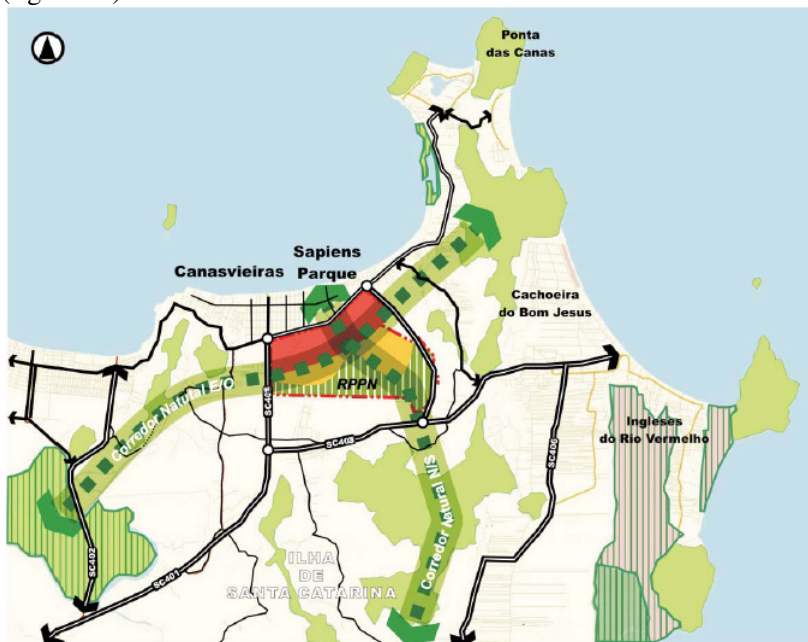 Ponta
das Canas
Sapiens
Parque
Canasvieiras
Cachoeira
do Bom Jesus
RPPN
Corredor Natural E/O
SC401
Ingleses
do Rio Vermelho
SC403
SC406
Corredor Natural N/S
ILHA
DE
SANTA CATARINA
SC402
SC401